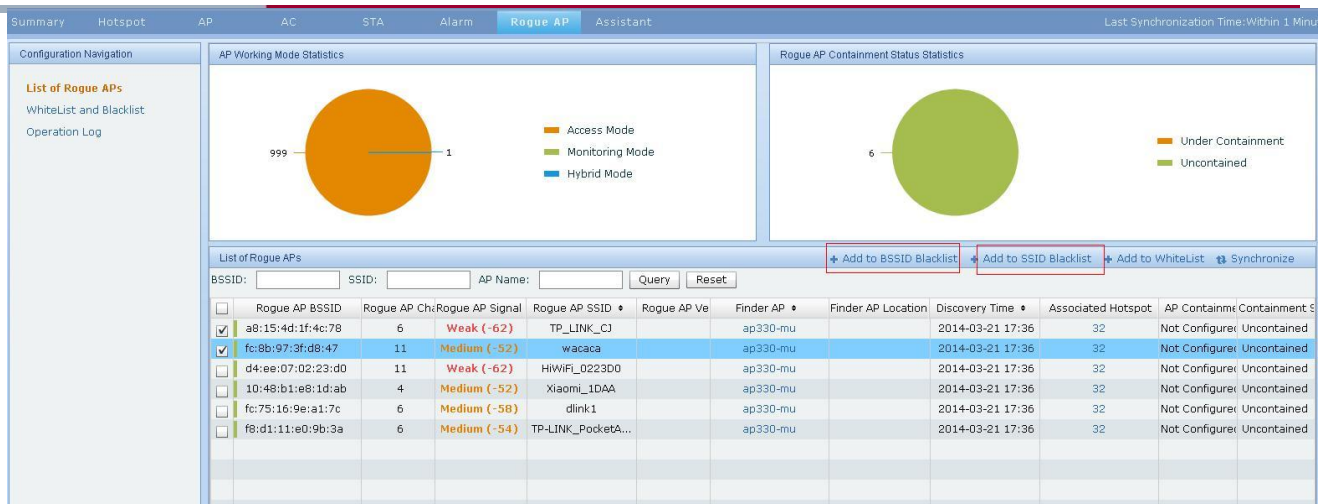 Summary Hotspot AP AC STA Alarm Rogue AP Assistant Last Synchronization Time:Within 1 Minu
Configuration Navigation
List of Rogue APs
WhiteList and Blacklist
Operation Log
AP Working Mode Statistics
999
1
Access Mode
Monitoring Mode
Hybrid Mode
Rogue AP Containment Status Statistics
6
Under Containment
Uncontained
List of Rogue APs + Add to BSSID Blacklist + Add to SSID Blacklist + Add to WhiteList Synchronize
BSSID: SSID: AP Name: Query Reset
Rogue AP BSSID Rogue AP Cha Rogue AP Signal Rogue AP SSID Rogue AP Ve Finder AP Finder AP Location Discovery Time Associated Hotspot AP Containme Containment S
a8:15:4d:1f:4c:78 6 Weak (-62) TP_LINK_CJ ap330-mu 2014-03-21 17:36 32 Not Configured Uncontained
fc:8b:97:3f:d8:47 11 Medium (-52) wacaca ap330-mu 2014-03-21 17:36 32 Not Configured Uncontained
d4:ee:07:02:23:d0 11 Weak (-62) HiWiFi_0223D0 ap330-mu 2014-03-21 17:36 32 Not Configured Uncontained
10:48:b1:e8:1d:ab 4 Medium (-52) Xiaomi_1DAA ap330-mu 2014-03-21 17:36 32 Not Configured Uncontained
fc:75:16:9e:a1:7c 6 Medium (-58) dlink1 ap330-mu 2014-03-21 17:36 32 Not Configured Uncontained
f8:d1:11:e0:9b:3a 6 Medium (-54) TP-LINK_PocketA... ap330-mu 2014-03-21 17:36 32 Not Configured Uncontained